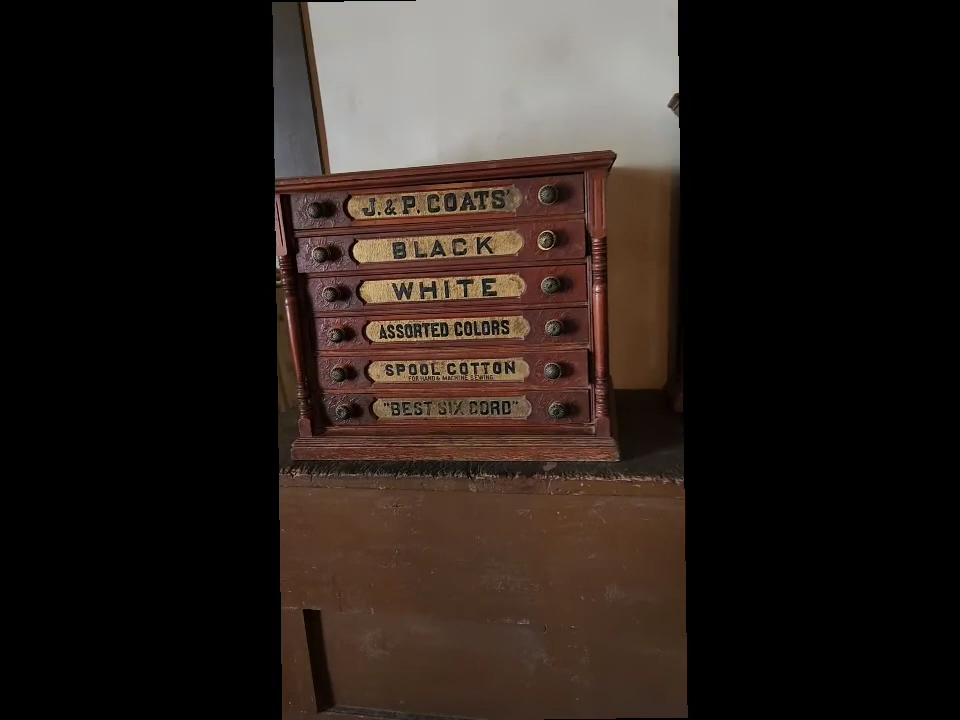 J. & P. COATS'
BLACK
WHITE
ASSORTED COLORS
SPOOL COTTON
FOR HAND & MACHINE SEWING
"BEST SIX CORD"